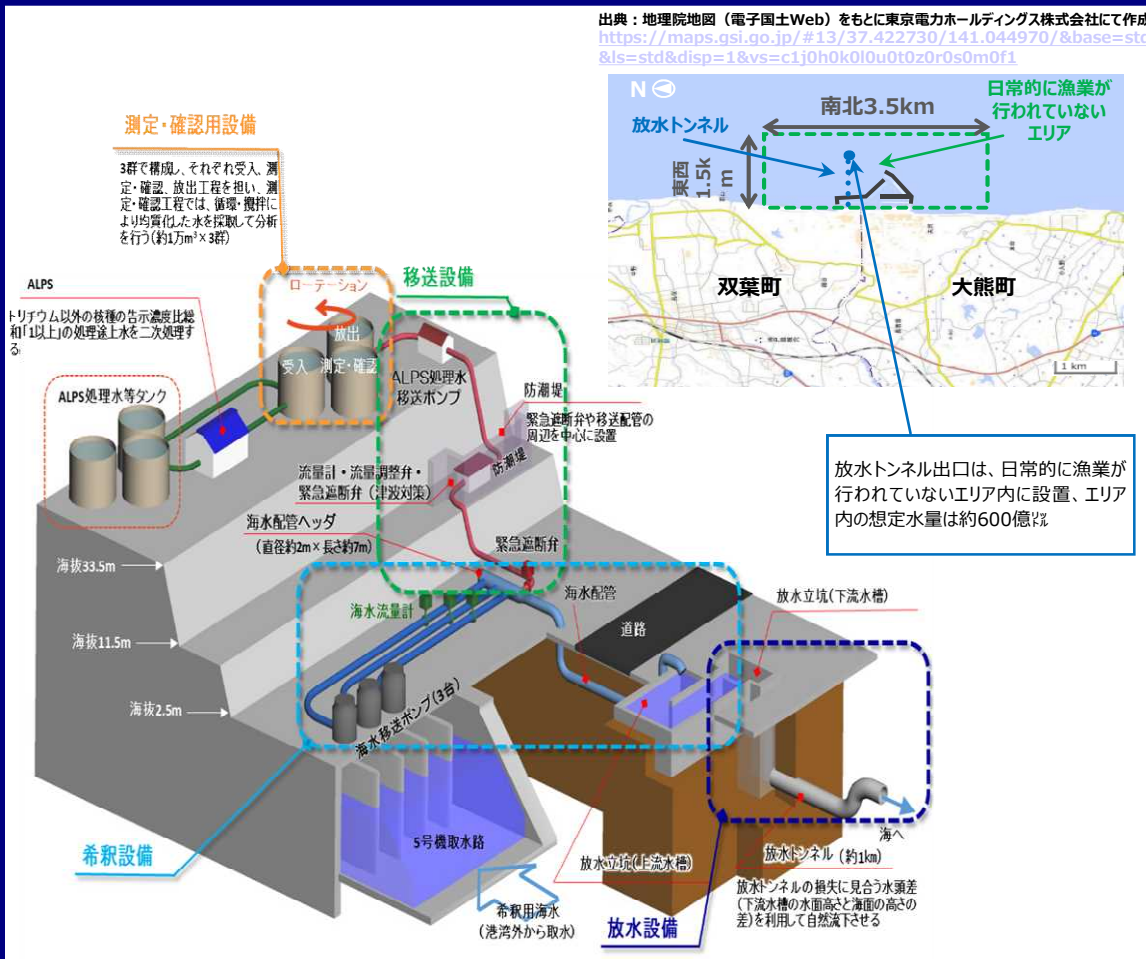 出典：地理院地図（電子国土Web）をもとに東京電力ホールディングス株式会社にて作成
https://maps.gsi.go.jp/#13/37.422730/141.044970/&base=std
&ls=std&disp=1&vs=c1j0h0k0l0u0t0z0r0s0m0f1
N
南北3.5km
日常的に漁業が
行われていない
エリア
放水トンネル
東西
1.5k
m
双葉町
大熊町
1 km
放水トンネル出口は、日常的に漁業が
行われていないエリア内に設置、エリア
内の想定水量は約600億㍑
測定・確認用設備
3群で構成し、それぞれ受入、測
定・確認、放出工程を担い、測
定・確認工程では、循環・攪拌に
より均質化した水を採取して分析
を行う(約1万m³×3群)
ALPS
トリチウム以外の核種の告示濃度比総
和「1以上」の処理途上水を二次処理す
る
ALPS処理水等タンク
ローテーション
放出
受入
測定・確認
移送設備
ALPS処理水
移送ポンプ
防潮堤
緊急遮断弁や移送配管の
周辺を中心に設置
防潮堤
流量計・流量調整弁・
緊急遮断弁（津波対策）
海水配管ヘッダ
(直径約2m×長さ約7m)
緊急遮断弁
海抜33.5m
海抜11.5m
海抜2.5m
海水流量計
海水配管
道路
放水立坑(下流水槽)
海水移送ポンプ(3台)
5号機取水路
希釈設備
希釈用海水
(港湾外から取水)
放水立坑(上流水槽)
放水設備
海へ
放水トンネル (約1km)
放水トンネルの損失に見合う水頭差
(下流水槽の水面高さと海面の高さの
差)を利用して自然流下させる